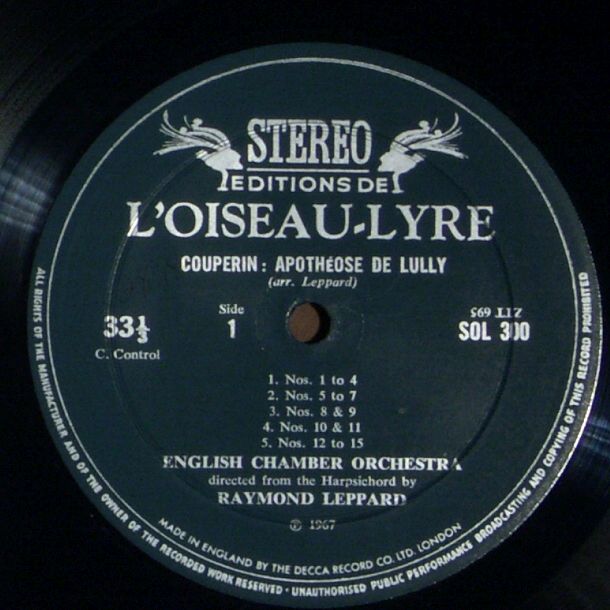 STEREO
EDITIONS DE
L'OISEAU-LYRE
COUPERIN: APOTHÉOSE DE LULLY
(arr. Leppard)
33⅓
C. Control
Side
1
ZIT 695
SOL 300
1. Nos. 1 to 4
2. Nos. 5 to 7
3. Nos. 8 & 9
4. Nos. 10 & 11
5. Nos. 12 to 15
ENGLISH CHAMBER ORCHESTRA
directed from the Harpsichord by
RAYMOND LEPPARD
℗ 1967
MADE IN ENGLAND BY THE DECCA RECORD CO. LTD. LONDON
ALL RIGHTS OF THE MANUFACTURER AND OF THE OWNER OF THE RECORDED WORK RESERVED · UNAUTHORISED PUBLIC PERFORMANCE BROADCASTING AND COPYING OF THIS RECORD PROHIBITED